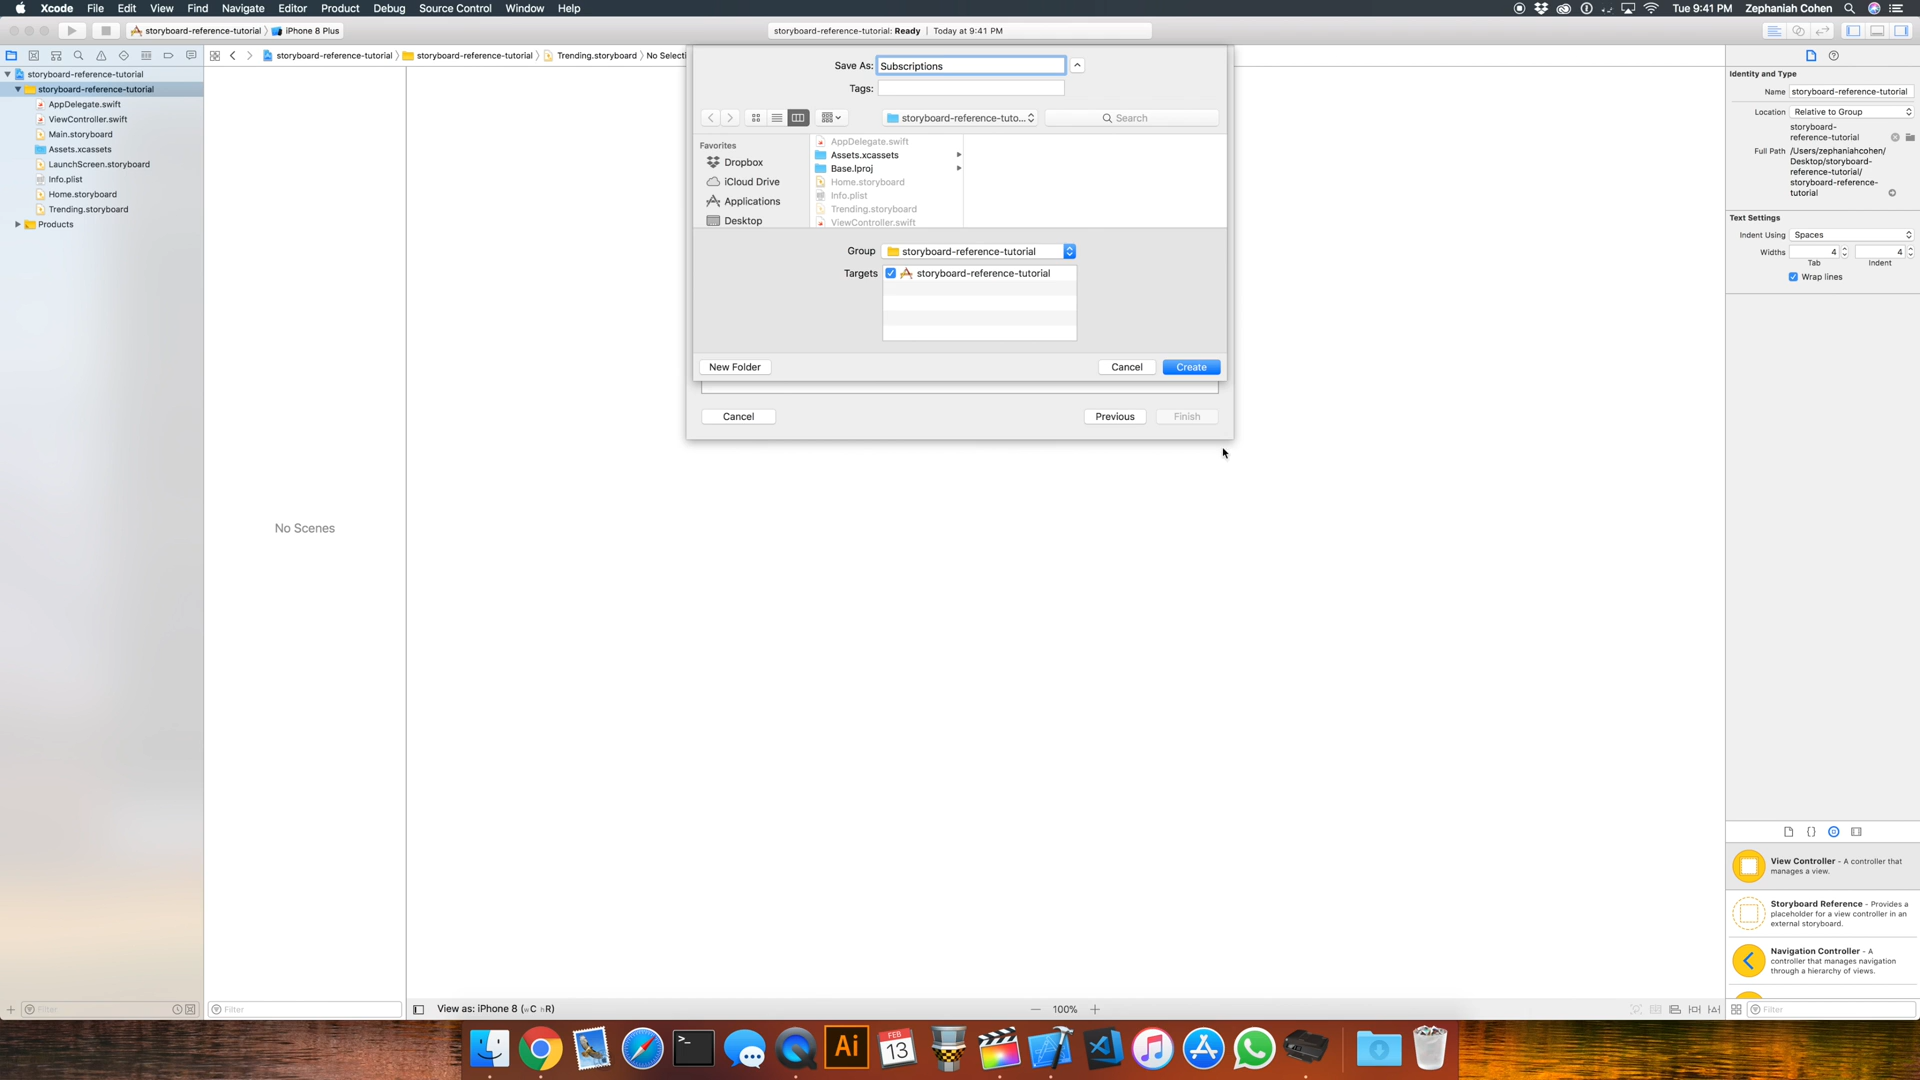 Xcode File Edit View Find Navigate Editor Product Debug Source Control Window Help
Tue 9:41 PM Zephaniah Cohen
storyboard-reference-tutorial iPhone 8 Plus
storyboard-reference-tutorial: Ready | Today at 9:41 PM
storyboard-reference-tutorial
storyboard-reference-tutorial
AppDelegate.swift
ViewController.swift
Main.storyboard
Assets.xcassets
LaunchScreen.storyboard
Info.plist
Home.storyboard
Trending.storyboard
Products
Filter
storyboard-reference-tutorial storyboard-reference-tutorial Trending.storyboard No Selecti
No Scenes
Filter
Save As: Subscriptions
Tags:
storyboard-reference-tuto...
Search
Favorites
Dropbox
iCloud Drive
Applications
Desktop
AppDelegate.swift
Assets.xcassets
Base.lproj
Home.storyboard
Info.plist
Trending.storyboard
ViewController.swift
Group storyboard-reference-tutorial
Targets storyboard-reference-tutorial
New Folder Cancel Create
Cancel Previous Finish
View as: iPhone 8 (wC hR)
100%
Identity and Type
Name storyboard-reference-tutorial
Location Relative to Group
storyboard-
reference-tutorial
Full Path /Users/zephaniahcohen/
Desktop/storyboard-
reference-tutorial/
storyboard-reference-
tutorial
Text Settings
Indent Using Spaces
Widths 4 4
Tab Indent
Wrap lines
View Controller - A controller that
manages a view.
Storyboard Reference - Provides a
placeholder for a view controller in an
external storyboard.
Navigation Controller - A
controller that manages navigation
through a hierarchy of views.
Filter
Ai
FEB
13